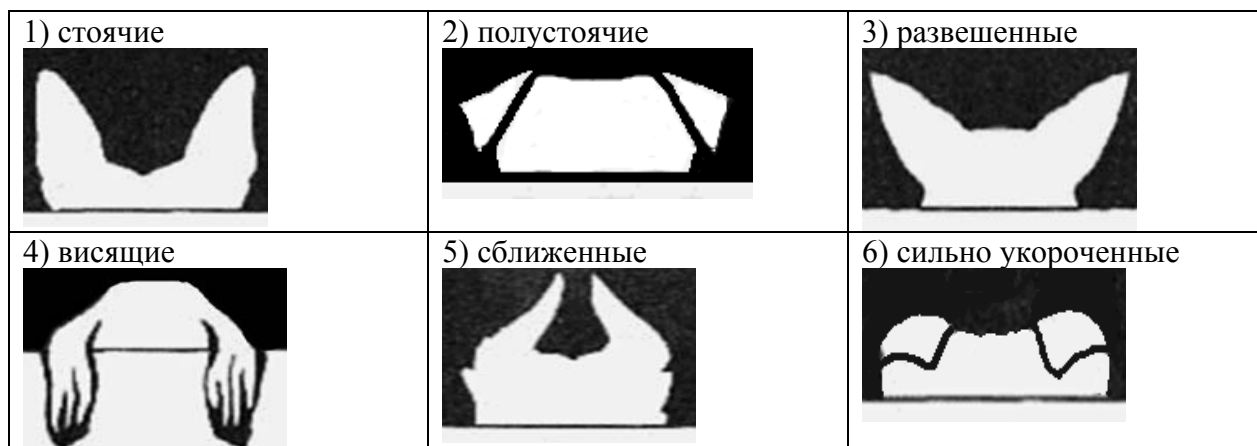 1) стоячие
2) полустоячие
3) развешенные
4) висящие
5) сближенные
6) сильно укороченные